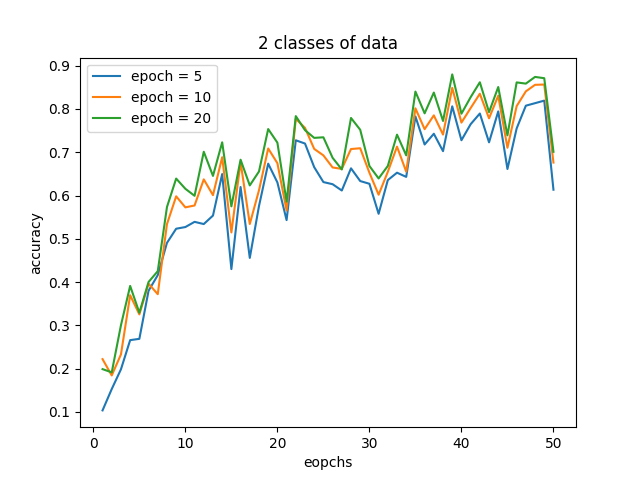 2 classes of data
epoch = 5
epoch = 10
epoch = 20
accuracy
0.9
0.8
0.7
0.6
0.5
0.4
0.3
0.2
0.1
0 10 20 30 40 50
eopchs